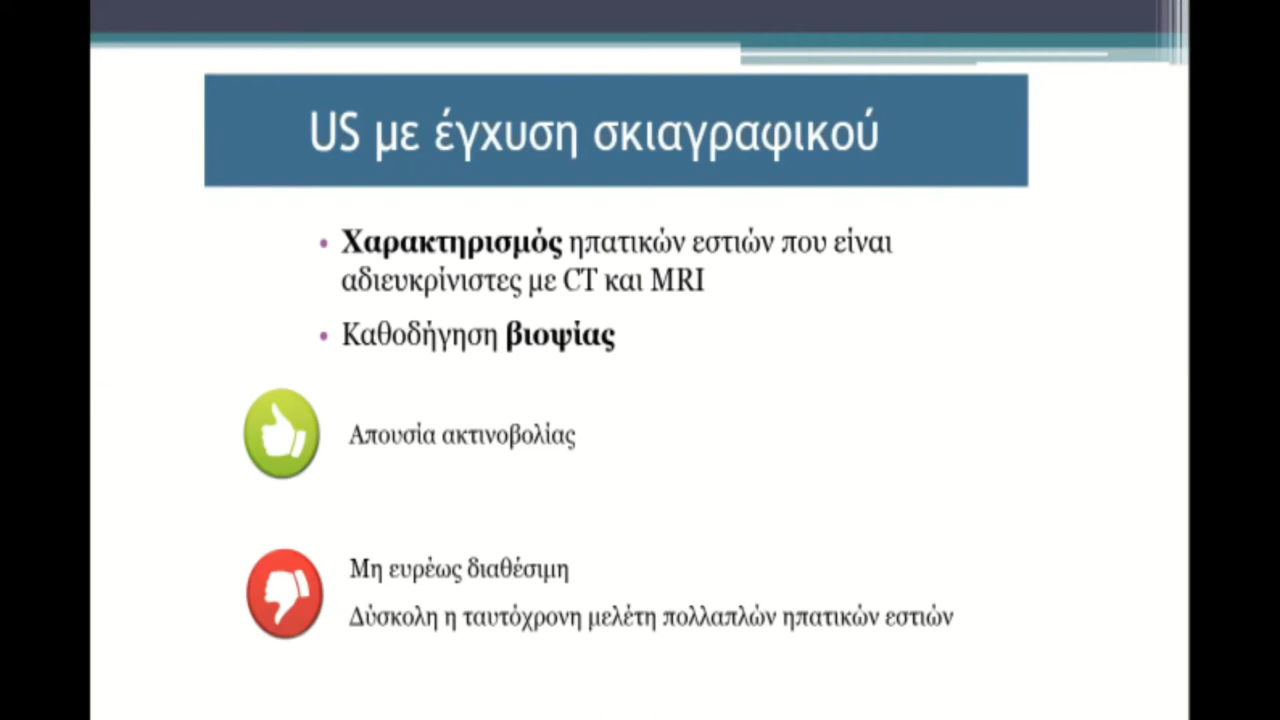 US με έγχυση σκιαγραφικού
• Χαρακτηρισμός ηπατικών εστιών που είναι
αδιευκρίνιστες με CT και MRI
• Καθοδήγηση βιοψίας
Απουσία ακτινοβολίας
Μη ευρέως διαθέσιμη
Δύσκολη η ταυτόχρονη μελέτη πολλαπλών ηπατικών εστιών